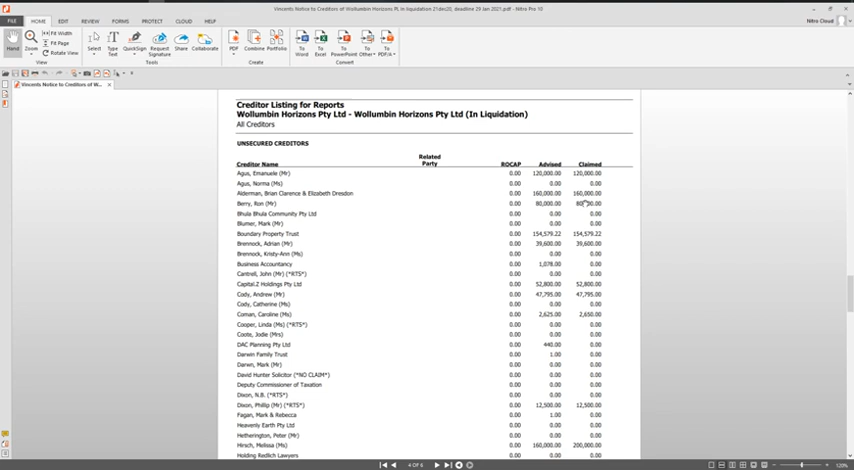 Vincents Notice to Creditors of Wollumbin Horizons PL in liquidation 21dec20, deadline 29 Jan 2021.pdf - Nitro Pro 10
FILE HOME EDIT REVIEW FORMS PROTECT CLOUD HELP
Nitro Cloud
Hand Zoom Fit Width Fit Page Rotate View
Select Type Text QuickSign Request Signature Share Collaborate
PDF Combine Portfolio
To Word To Excel To PowerPoint To Other To PDF/A
View Tools Create Convert
Vincents Notice to Creditors of W...
Creditor Listing for Reports
Wollumbin Horizons Pty Ltd - Wollumbin Horizons Pty Ltd (In Liquidation)
All Creditors
UNSECURED CREDITORS
Creditor Name Related Party ROCAP Advised Claimed
Agus, Emanuele (Mr) 0.00 120,000.00 120,000.00
Agus, Norma (Ms) 0.00 0.00 0.00
Alderman, Brian Clarence & Elizabeth Dresdon 0.00 160,000.00 160,000.00
Berry, Ron (Mr) 0.00 80,000.00
Bhula Bhula Community Pty Ltd 0.00 0.00 0.00
Blumer, Mark (Mr) 0.00 0.00 0.00
Boundary Property Trust 0.00 154,579.22 154,579.22
Brennock, Adrian (Mr) 0.00 39,600.00 39,600.00
Brennock, Kristy-Ann (Ms) 0.00 0.00 0.00
Business Accountancy 0.00 1,078.00 0.00
Cantrell, John (Mr) (*RTS*) 0.00 0.00 0.00
Capital.2 Holdings Pty Ltd 0.00 52,800.00 52,800.00
Cody, Andrew (Mr) 0.00 47,795.00 47,795.00
Cody, Catherine (Ms) 0.00 0.00 0.00
Coman, Caroline (Ms) 0.00 2,625.00 2,650.00
Cooper, Linda (Ms) (*RTS*) 0.00 0.00 0.00
Coote, Jodie (Mrs) 0.00 0.00 0.00
DAC Planning Pty Ltd 0.00 440.00 0.00
Darwin Family Trust 0.00 1.00 0.00
Darwn, Mark (Mr) 0.00 0.00 0.00
David Hunter Solicitor (*NO CLAIM*) 0.00 0.00 0.00
Deputy Commissioner of Taxation 0.00 0.00 0.00
Dixon, N.B. (*RTS*) 0.00 0.00 0.00
Dixon, Phillip (Mr) (*RTS*) 0.00 12,500.00 12,500.00
Fagan, Mark & Rebecca 0.00 1.00 0.00
Heavenly Earth Pty Ltd 0.00 0.00 0.00
Hetherington, Peter (Mr) 0.00 0.00 0.00
Hirsch, Melissa (Ms) 0.00 160,000.00 200,000.00
Holding Redlich Lawyers 0.00 0.00 0.00
4 OF 6
120%